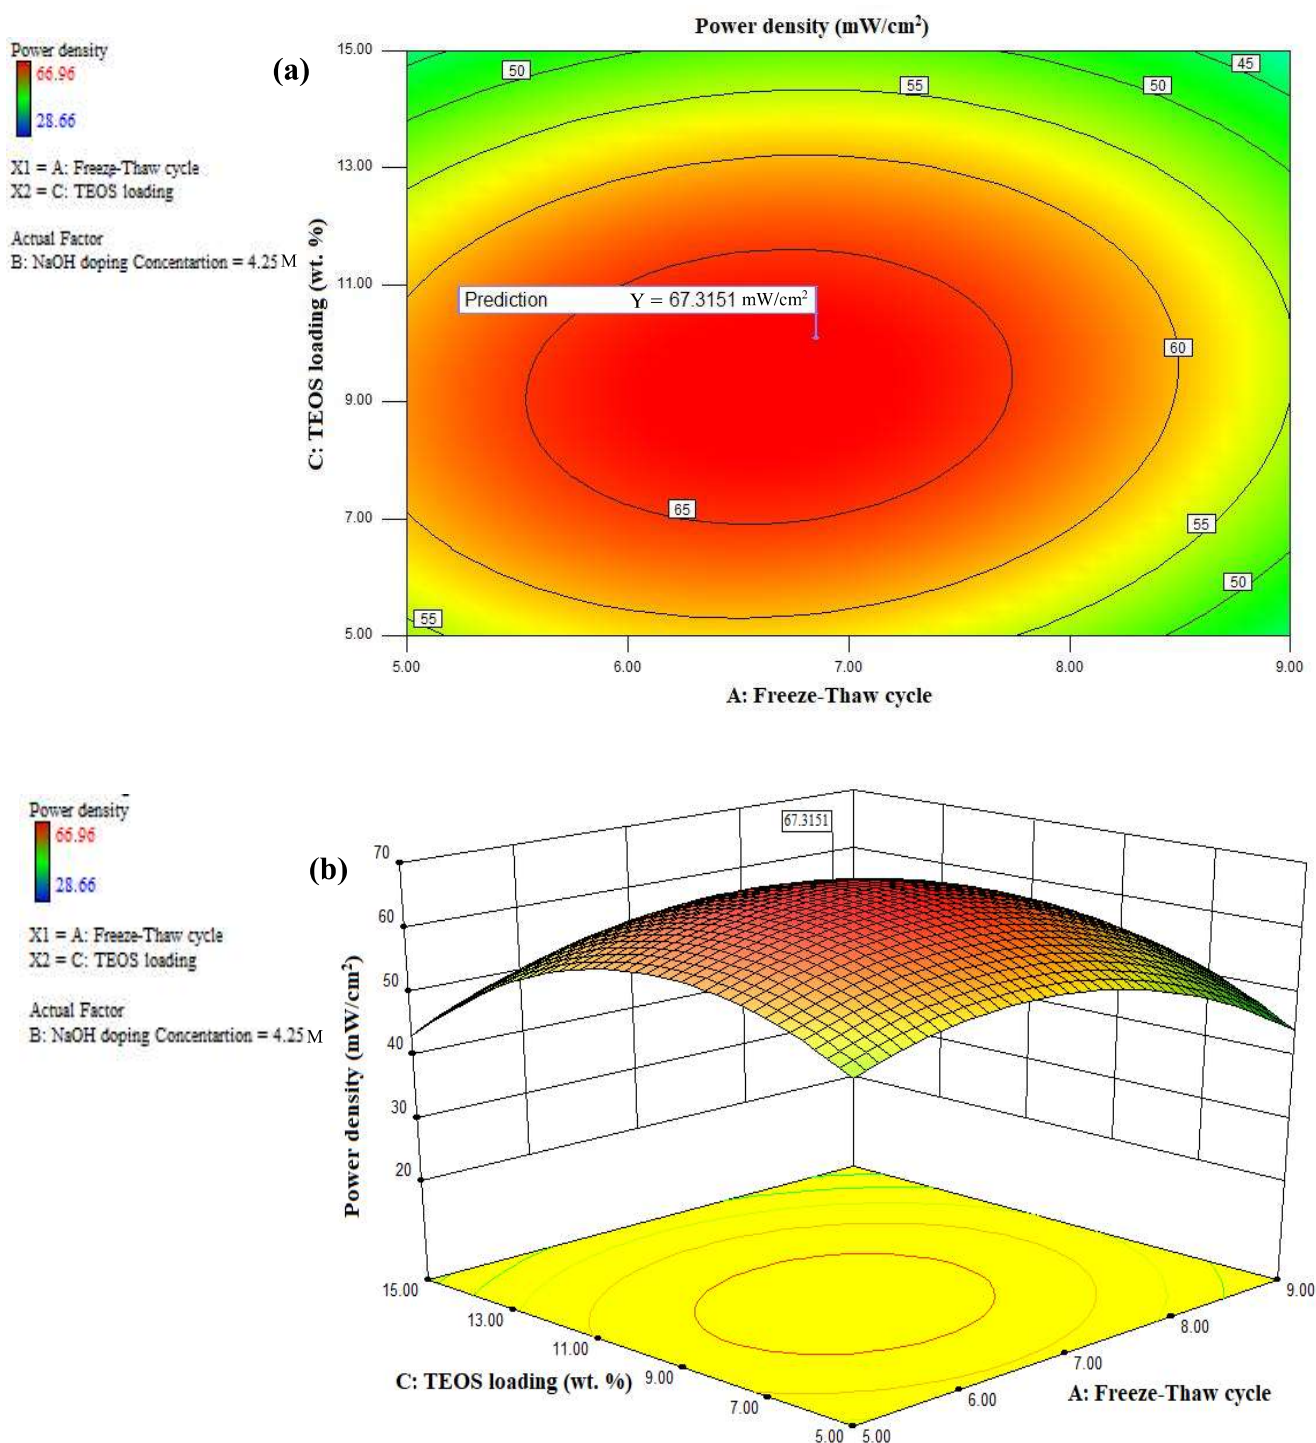 Power density (mW/cm²)
Power density
66.96
28.66
X1 = A: Freeze-Thaw cycle
X2 = C: TEOS loading
Actual Factor
B: NaOH doping Concentartion = 4.25 M
(a)
15.00
13.00
11.00
9.00
7.00
5.00
C: TEOS loading (wt. %)
50
55
50
45
Prediction Y = 67.3151 mW/cm²
60
65
55
50
55
5.00 6.00 7.00 8.00 9.00
A: Freeze-Thaw cycle
Power density
66.96
28.66
X1 = A: Freeze-Thaw cycle
X2 = C: TEOS loading
Actual Factor
B: NaOH doping Concentartion = 4.25 M
(b)
67.3151
70
60
50
40
30
20
Power density (mW/cm²)
15.00
13.00
11.00
9.00
7.00
5.00
C: TEOS loading (wt. %)
5.00
6.00
7.00
8.00
9.00
A: Freeze-Thaw cycle